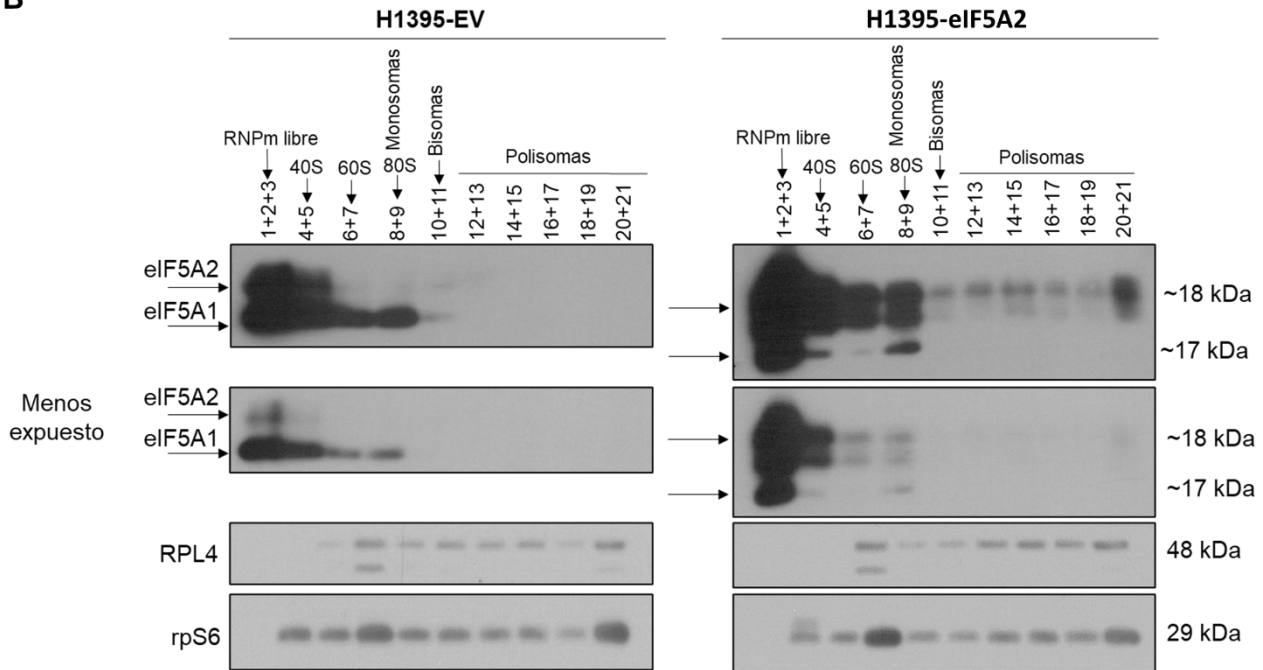 B
H1395-EV
H1395-eIF5A2
RNPm libre
40S
60S
Monosomas
80S
Bisomas
Polisomas
1+2+3
4+5
6+7
8+9
10+11
12+13
14+15
16+17
18+19
20+21
RNPm libre
40S
60S
Monosomas
80S
Bisomas
Polisomas
1+2+3
4+5
6+7
8+9
10+11
12+13
14+15
16+17
18+19
20+21
eIF5A2
eIF5A1
~18 kDa
~17 kDa
Menos
expuesto
eIF5A2
eIF5A1
~18 kDa
~17 kDa
RPL4
48 kDa
rpS6
29 kDa